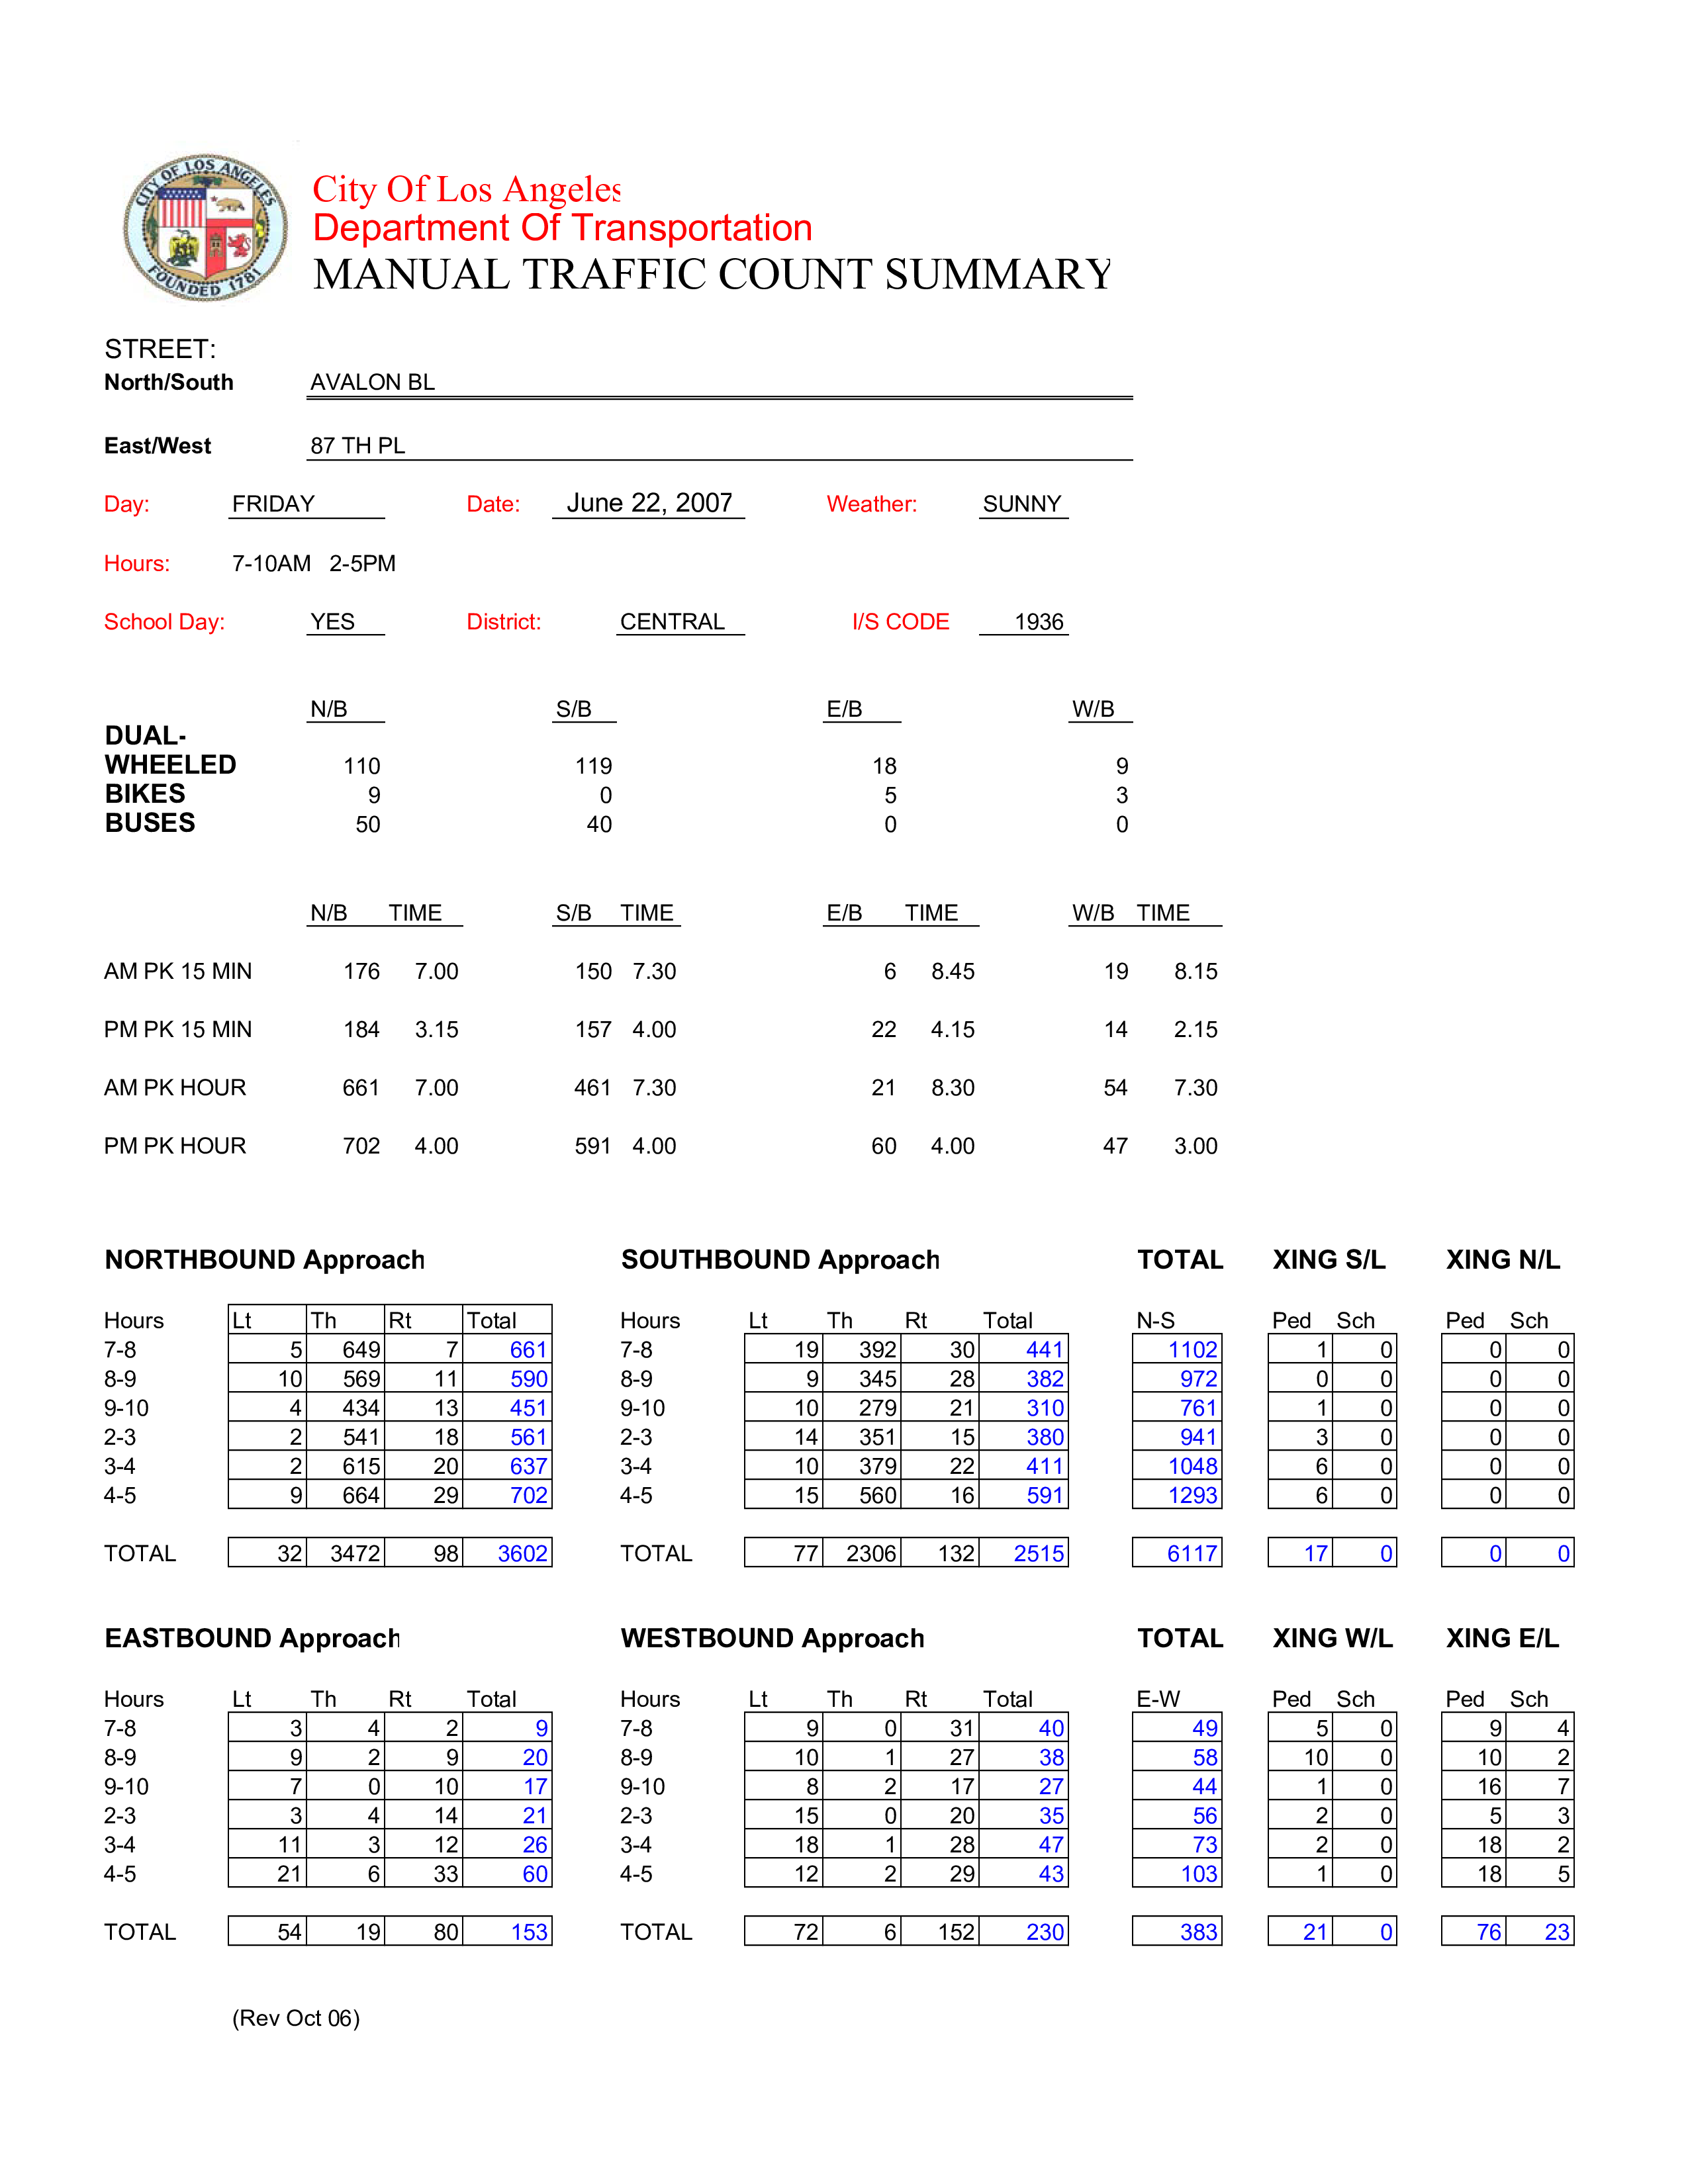 CITY OF LOS ANGELES
FOUNDED 1781
City Of Los Angeles
Department Of Transportation
MANUAL TRAFFIC COUNT SUMMARY
STREET:
North/South AVALON BL
East/West 87 TH PL
Day: FRIDAY Date: June 22, 2007 Weather: SUNNY
Hours: 7-10AM 2-5PM
School Day: YES District: CENTRAL I/S CODE 1936
N/B S/B E/B W/B
DUAL-
WHEELED 110 119 18 9
BIKES 9 0 5 3
BUSES 50 40 0 0
N/B TIME S/B TIME E/B TIME W/B TIME
AM PK 15 MIN 176 7.00 150 7.30 6 8.45 19 8.15
PM PK 15 MIN 184 3.15 157 4.00 22 4.15 14 2.15
AM PK HOUR 661 7.00 461 7.30 21 8.30 54 7.30
PM PK HOUR 702 4.00 591 4.00 60 4.00 47 3.00
NORTHBOUND Approach SOUTHBOUND Approach TOTAL XING S/L XING N/L
Hours Lt Th Rt Total Hours Lt Th Rt Total N-S Ped Sch Ped Sch
7-8 5 649 7 661 7-8 19 392 30 441 1102 1 0 0 0
8-9 10 569 11 590 8-9 9 345 28 382 972 0 0 0 0
9-10 4 434 13 451 9-10 10 279 21 310 761 1 0 0 0
2-3 2 541 18 561 2-3 14 351 15 380 941 3 0 0 0
3-4 2 615 20 637 3-4 10 379 22 411 1048 6 0 0 0
4-5 9 664 29 702 4-5 15 560 16 591 1293 6 0 0 0
TOTAL 32 3472 98 3602 TOTAL 77 2306 132 2515 6117 17 0 0 0
EASTBOUND Approach WESTBOUND Approach TOTAL XING W/L XING E/L
Hours Lt Th Rt Total Hours Lt Th Rt Total E-W Ped Sch Ped Sch
7-8 3 4 2 9 7-8 9 0 31 40 49 5 0 9 4
8-9 9 2 9 20 8-9 10 1 27 38 58 10 0 10 2
9-10 7 0 10 17 9-10 8 2 17 27 44 1 0 16 7
2-3 3 4 14 21 2-3 15 0 20 35 56 2 0 5 3
3-4 11 3 12 26 3-4 18 1 28 47 73 2 0 18 2
4-5 21 6 33 60 4-5 12 2 29 43 103 1 0 18 5
TOTAL 54 19 80 153 TOTAL 72 6 152 230 383 21 0 76 23
(Rev Oct 06)